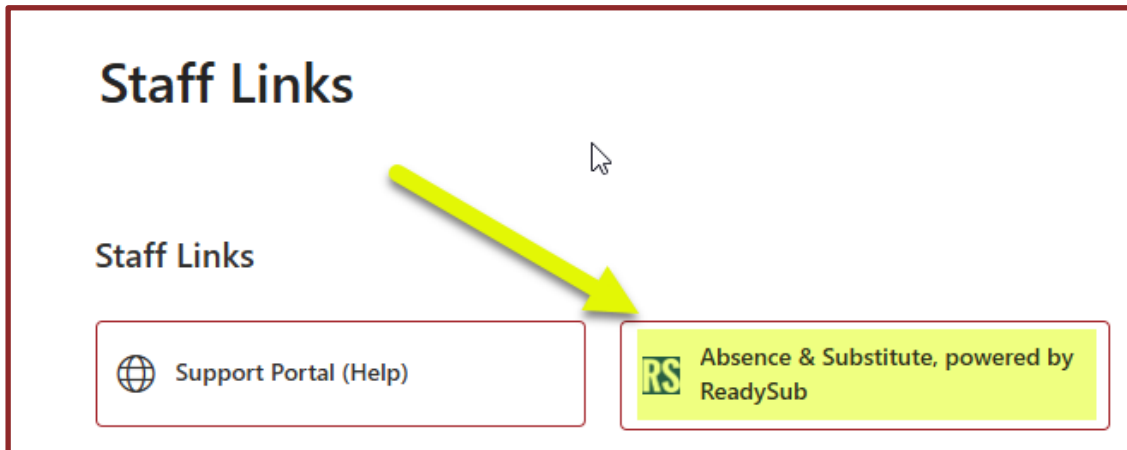 Staff Links
Staff Links
Support Portal (Help)
RS
Absence & Substitute, powered by
ReadySub